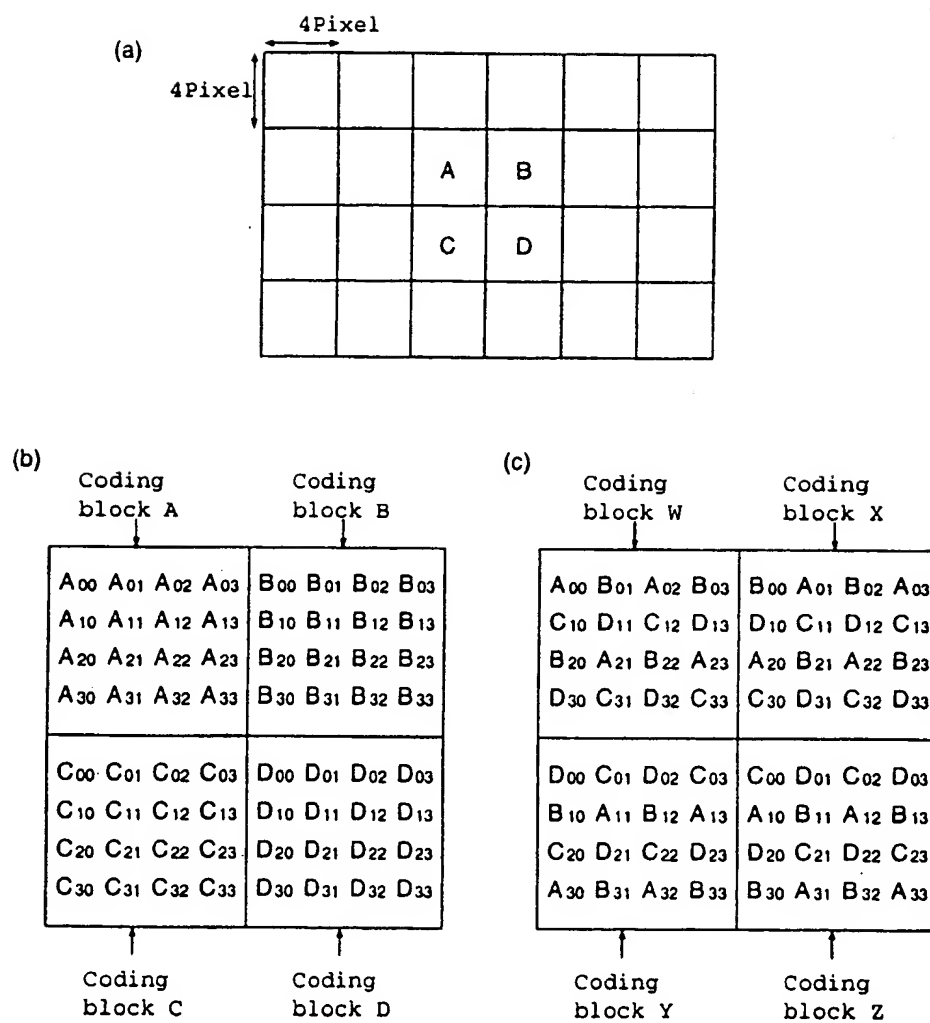 (a)
4Pixel
4Pixel
A B
C D
(b)
Coding block A
Coding block B
A00 A01 A02 A03 B00 B01 B02 B03
A10 A11 A12 A13 B10 B11 B12 B13
A20 A21 A22 A23 B20 B21 B22 B23
A30 A31 A32 A33 B30 B31 B32 B33
C00 C01 C02 C03 D00 D01 D02 D03
C10 C11 C12 C13 D10 D11 D12 D13
C20 C21 C22 C23 D20 D21 D22 D23
C30 C31 C32 C33 D30 D31 D32 D33
Coding block C
Coding block D
(c)
Coding block W
Coding block X
A00 B01 A02 B03 B00 A01 B02 A03
C10 D11 C12 D13 D10 C11 D12 C13
B20 A21 B22 A23 A20 B21 A22 B23
D30 C31 D32 C33 C30 D31 C32 D33
D00 C01 D02 C03 C00 D01 C02 D03
B10 A11 B12 A13 A10 B11 A12 B13
C20 D21 C22 D23 D20 C21 D22 C23
A30 B31 A32 B33 B30 A31 B32 A33
Coding block Y
Coding block Z